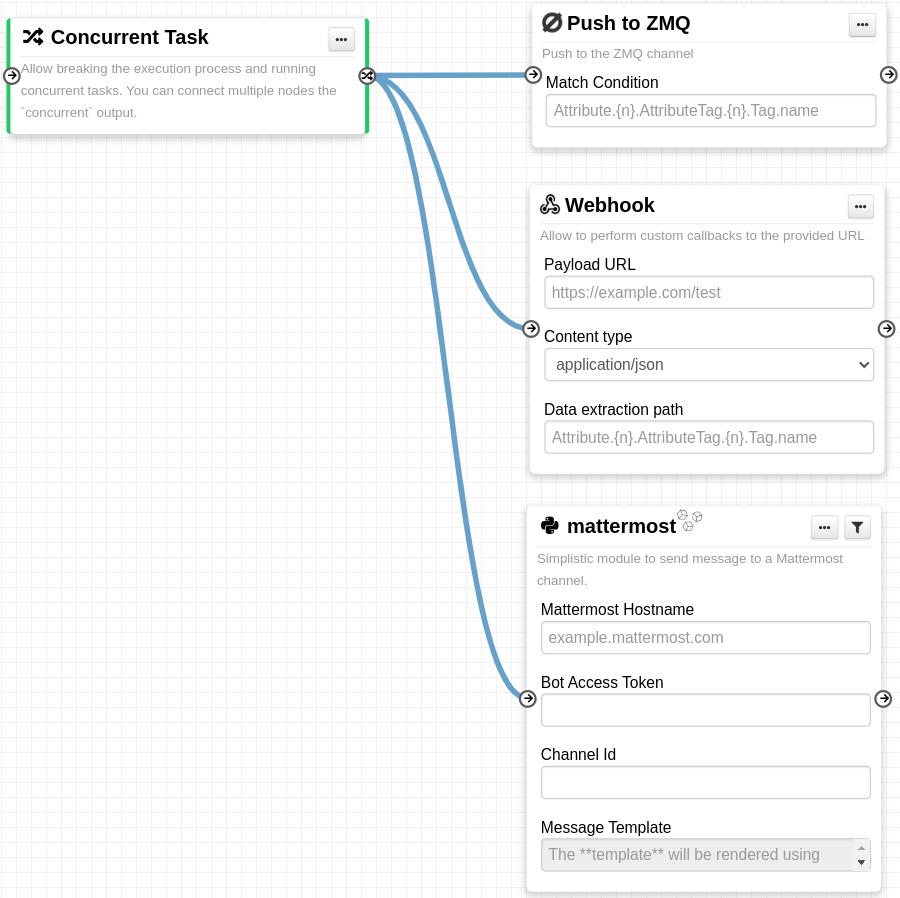 Concurrent Task
Allow breaking the execution process and running
concurrent tasks. You can connect multiple nodes the
`concurrent` output.
Push to ZMQ
Push to the ZMQ channel
Match Condition
Attribute.{n}.AttributeTag.{n}.Tag.name
Webhook
Allow to perform custom callbacks to the provided URL
Payload URL
https://example.com/test
Content type
application/json
Data extraction path
Attribute.{n}.AttributeTag.{n}.Tag.name
mattermost
Simplistic module to send message to a Mattermost
channel.
Mattermost Hostname
example.mattermost.com
Bot Access Token
Channel Id
Message Template
The **template** will be rendered using